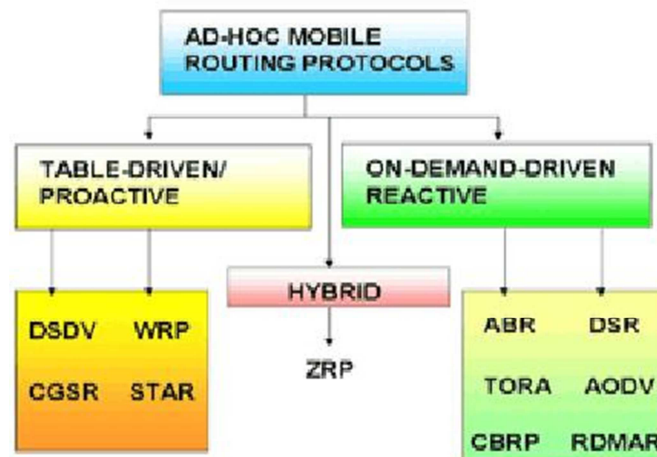 AD-HOC MOBILE
ROUTING PROTOCOLS
TABLE-DRIVEN/
PROACTIVE
ON-DEMAND-DRIVEN
REACTIVE
HYBRID
DSDV WRP
CGSR STAR
ZRP
ABR DSR
TORA AODV
CBRP RDMAR